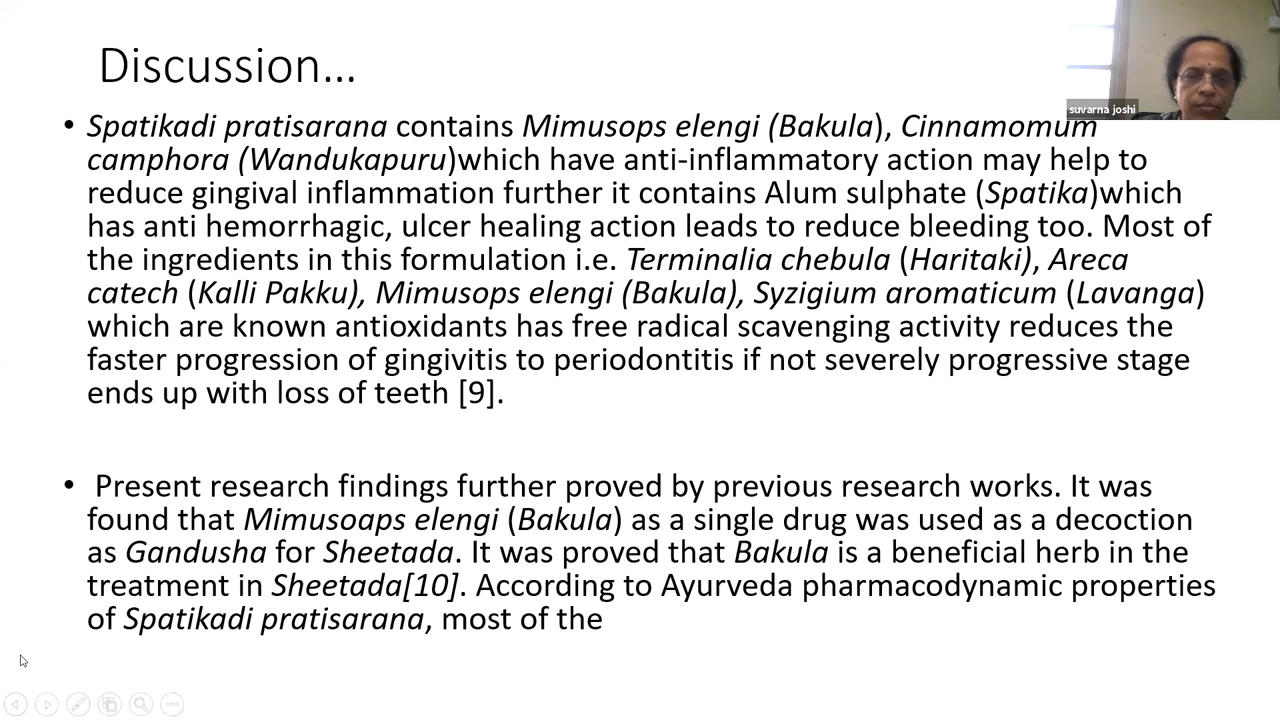 Discussion...
suvarna joshi
• Spatikadi pratisarana contains Mimusops elengi (Bakula), Cinnamomum
camphora (Wandukapuru)which have anti-inflammatory action may help to
reduce gingival inflammation further it contains Alum sulphate (Spatika)which
has anti hemorrhagic, ulcer healing action leads to reduce bleeding too. Most of
the ingredients in this formulation i.e. Terminalia chebula (Haritaki), Areca
catech (Kalli Pakku), Mimusops elengi (Bakula), Syzigium aromaticum (Lavanga)
which are known antioxidants has free radical scavenging activity reduces the
faster progression of gingivitis to periodontitis if not severely progressive stage
ends up with loss of teeth [9].
• Present research findings further proved by previous research works. It was
found that Mimusoaps elengi (Bakula) as a single drug was used as a decoction
as Gandusha for Sheetada. It was proved that Bakula is a beneficial herb in the
treatment in Sheetada[10]. According to Ayurveda pharmacodynamic properties
of Spatikadi pratisarana, most of the